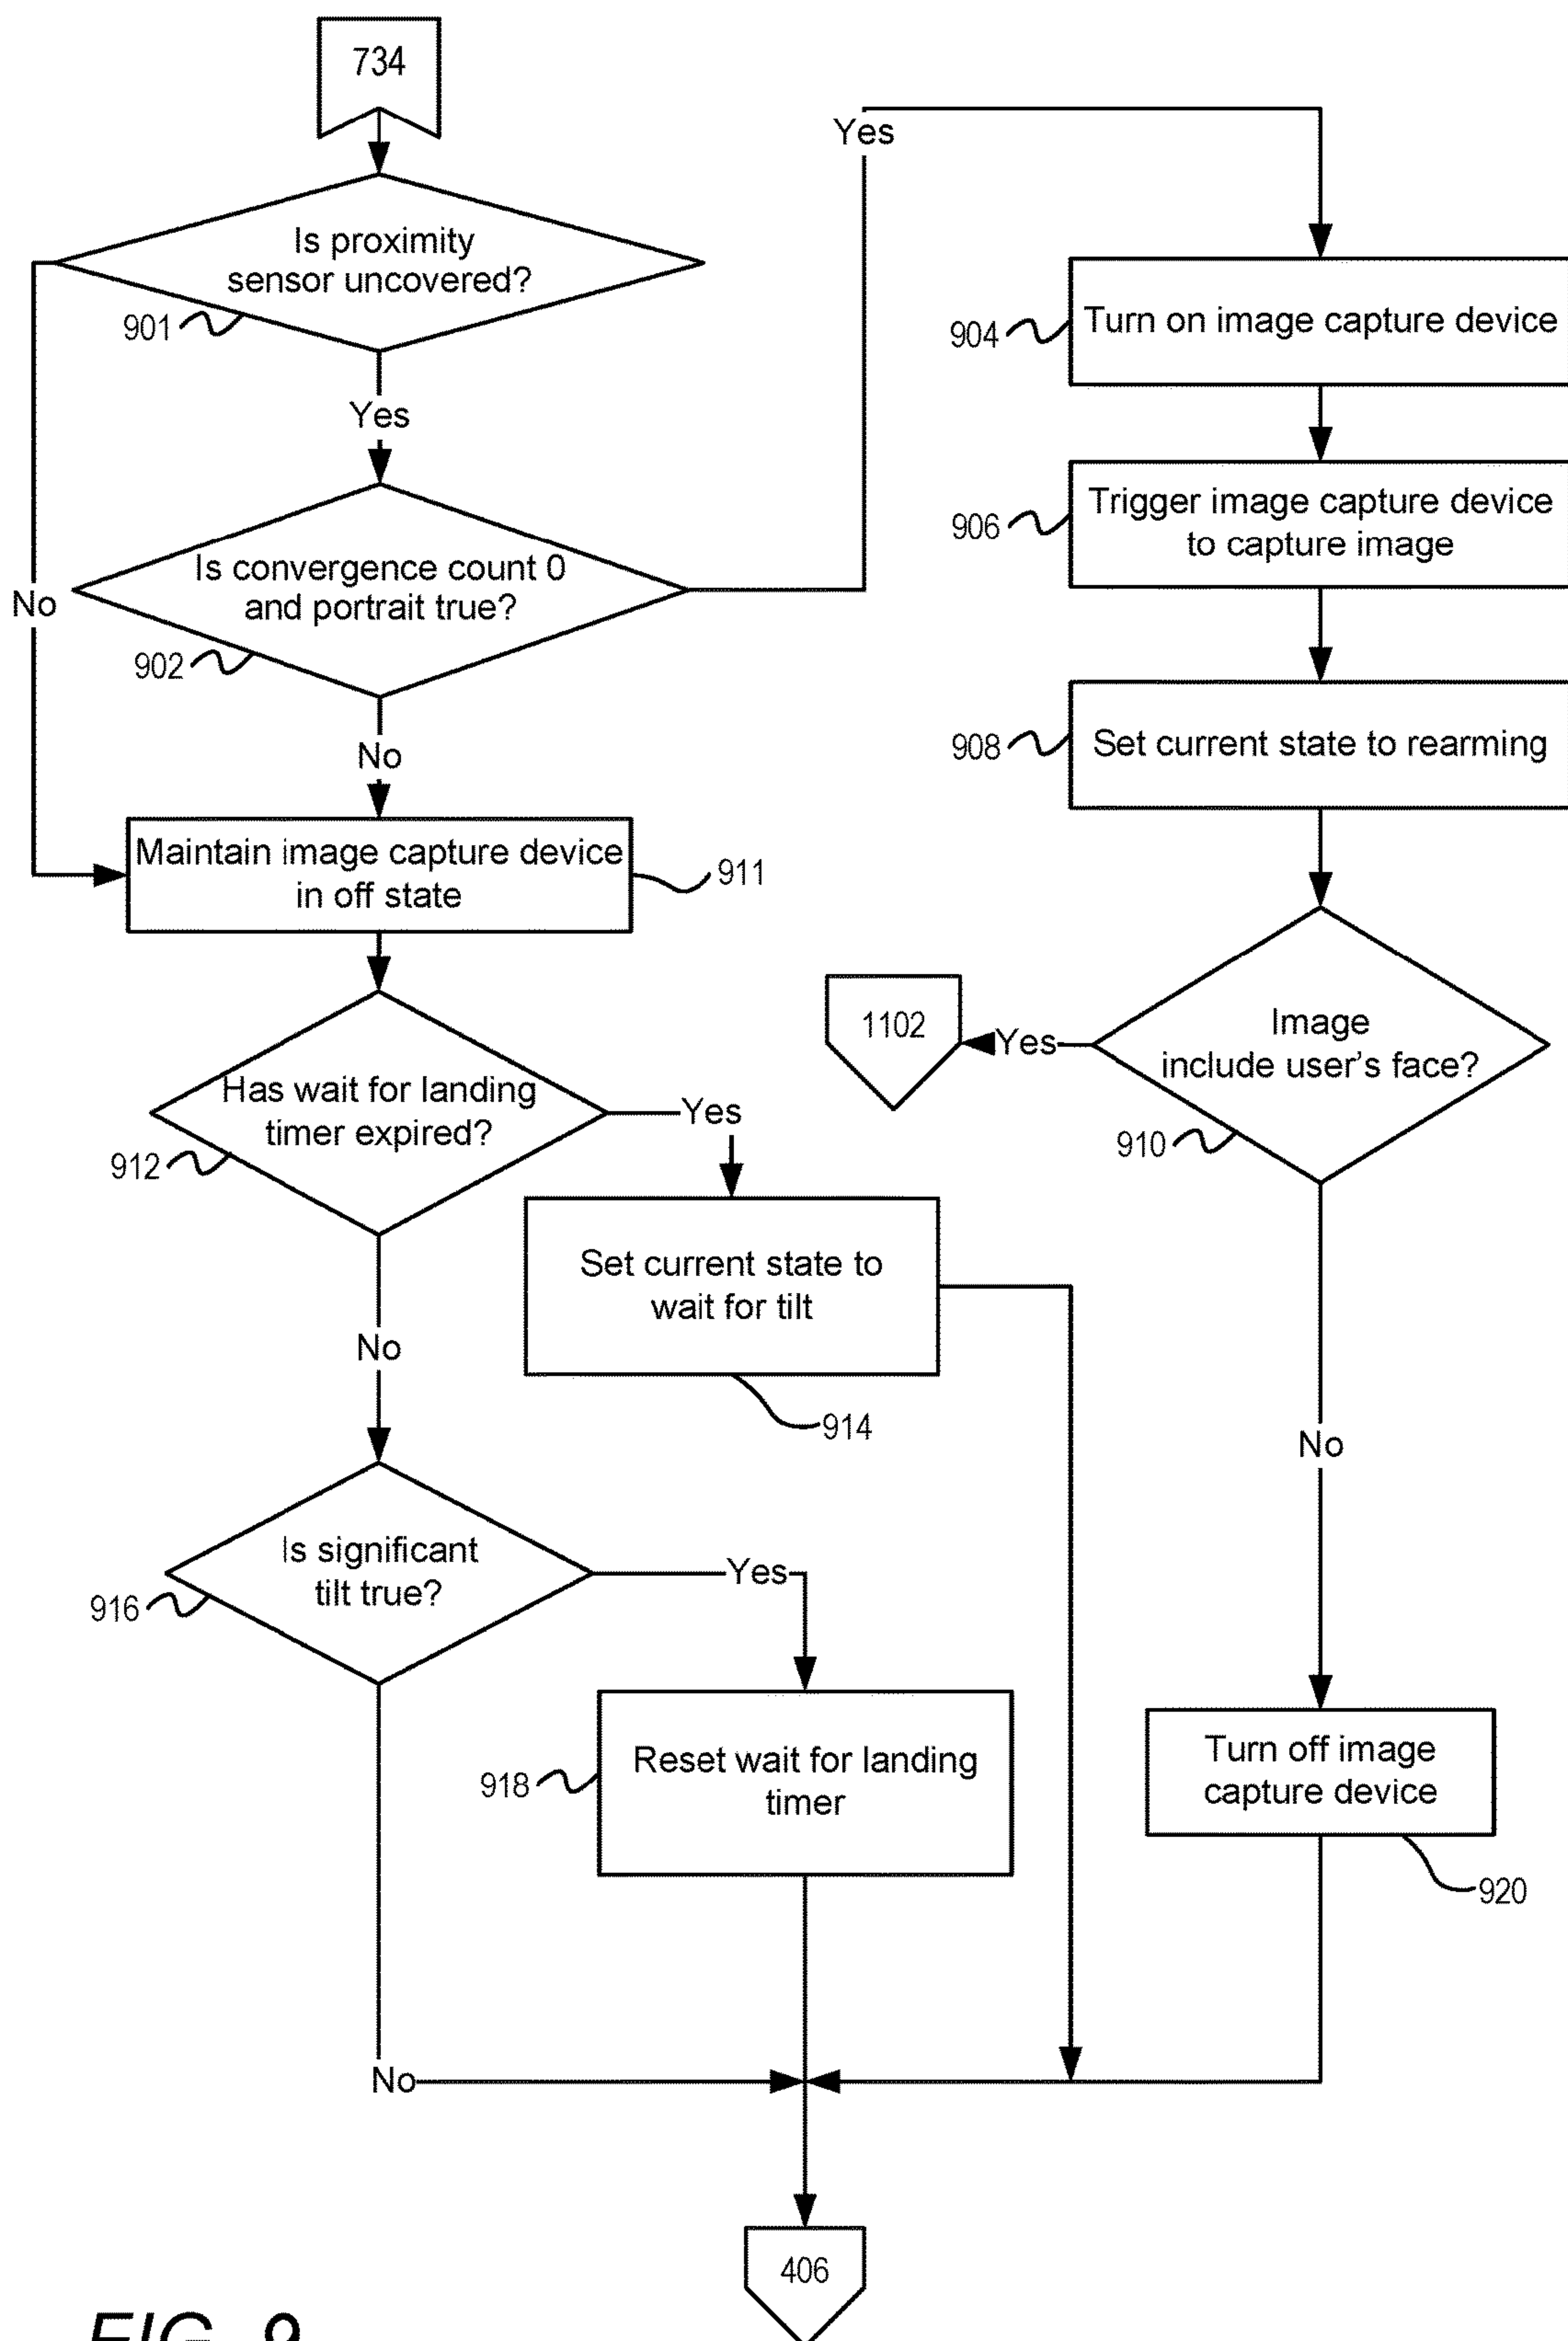 734
Is proximity
sensor uncovered?
901
Yes
No
Is convergence count 0
and portrait true?
902
Yes
No
Turn on image capture device
904
Trigger image capture device
to capture image
906
Set current state to rearming
908
Maintain image capture device
in off state
911
Image
include user's face?
910
Yes
1102
No
Has wait for landing
timer expired?
912
Yes
Set current state to
wait for tilt
914
No
Is significant
tilt true?
916
Yes
Reset wait for landing
timer
918
Turn off image
capture device
920
No
406
FIG. 9